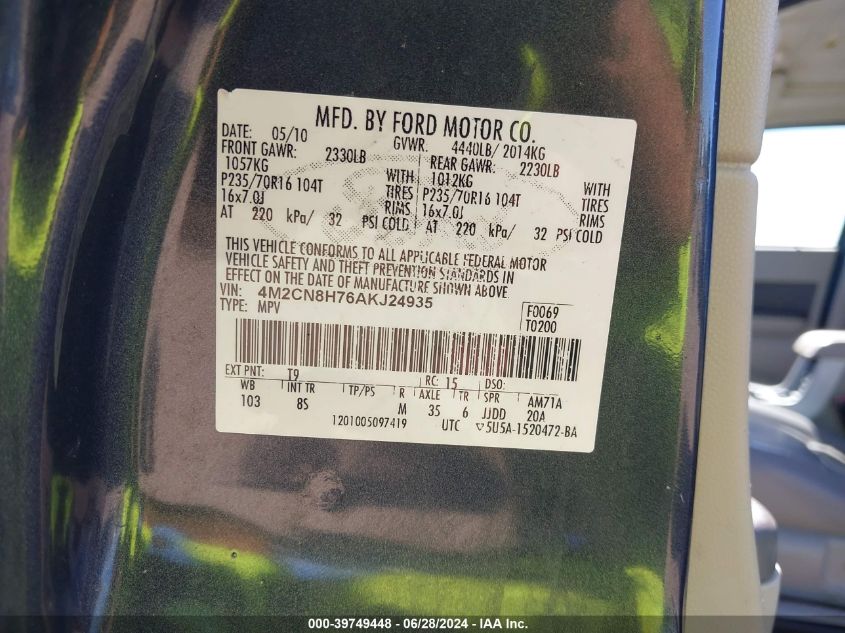 MFD. BY FORD MOTOR CO.
DATE: 05/10 GVWR: 4440LB/ 2014KG
FRONT GAWR: 2330LB REAR GAWR: 2230LB
1057KG WITH 1012KG WITH
P235/70R16 104T TIRES P235/70R16 104T TIRES
16x7.0J RIMS 16x7.0J RIMS
AT 220 kPa/ 32 PSI COLD AT 220 kPa/ 32 PSI COLD
THIS VEHICLE CONFORMS TO ALL APPLICABLE FEDERAL MOTOR
VEHICLE SAFETY AND THEFT PREVENTION STANDARDS IN
EFFECT ON THE DATE OF MANUFACTURE SHOWN ABOVE.
VIN: 4M2CN8H76AKJ24935 F0069
TYPE: MPV T0200
EXT PNT: T9 RC: 15 DSO:
WB INT TR TP/PS R AXLE TR SPR AM71A
103 8S M 35 6 JJDD 20A
1201005097419 UTC ▽5U5A-1520472-BA
000-39749448 - 06/28/2024 - IAA Inc.